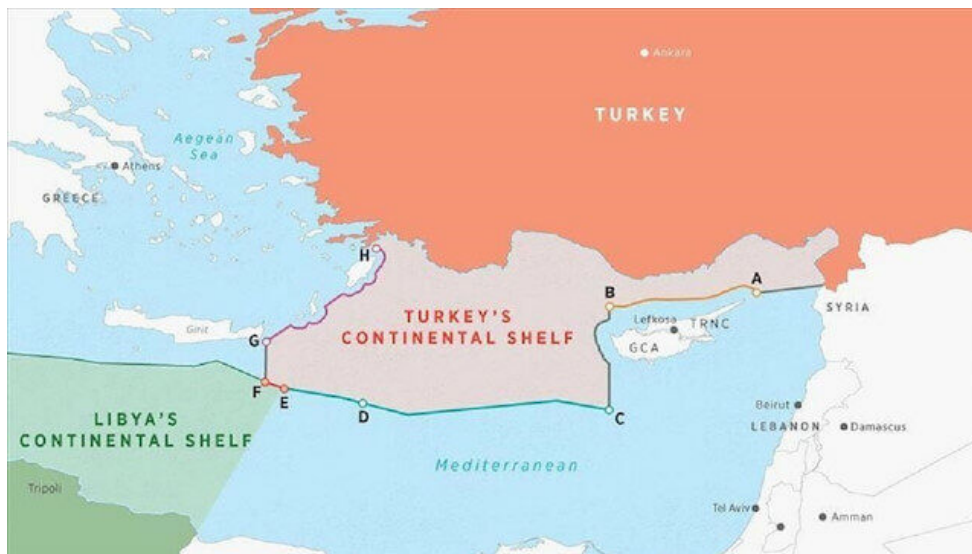 Ankara
TURKEY
Aegean
Sea
Athens
GREECE
H
B
A
SYRIA
Lefkosa
TRNC
GCA
TURKEY'S
CONTINENTAL SHELF
Girit
G
F
E
D
C
LIBYA'S
CONTINENTAL SHELF
Beirut
LEBANON
Damascus
Mediterranean
Tripoli
Tel Aviv
Amman